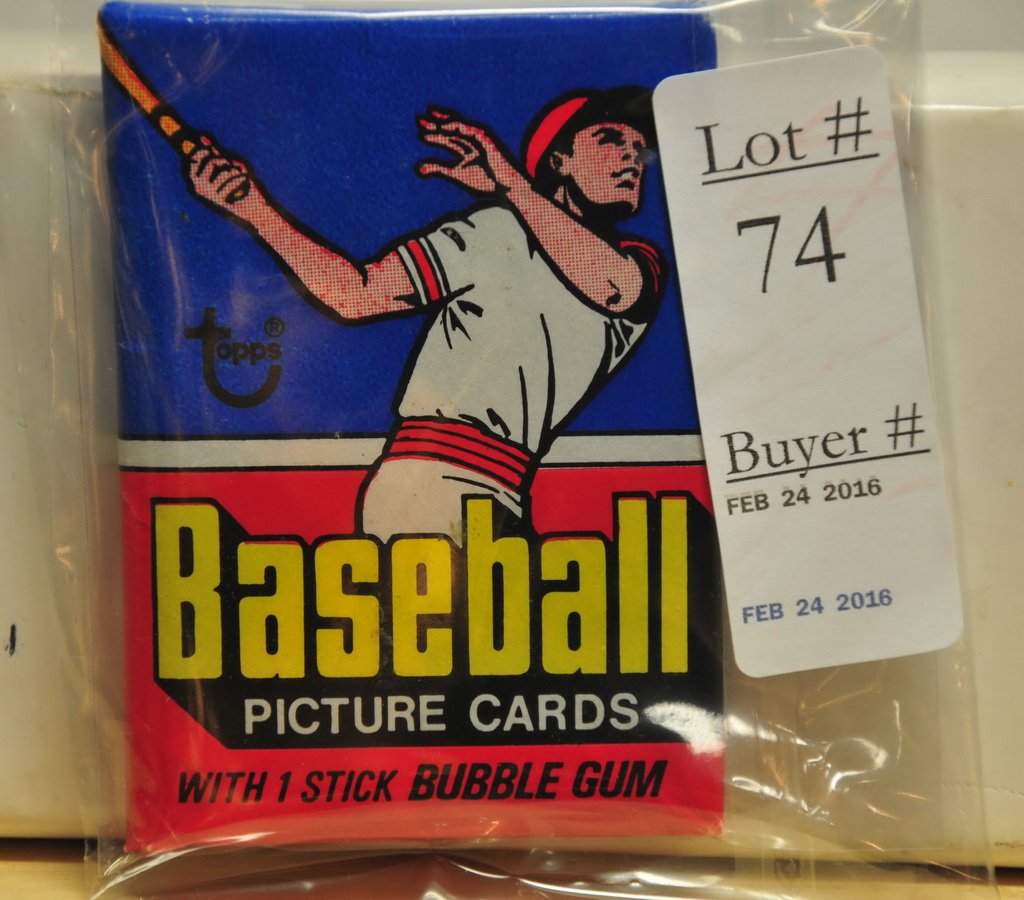 topps®
Baseball
PICTURE CARDS
WITH 1 STICK BUBBLE GUM
Lot #
74
Buyer #
FEB 24 2016
FEB 24 2016